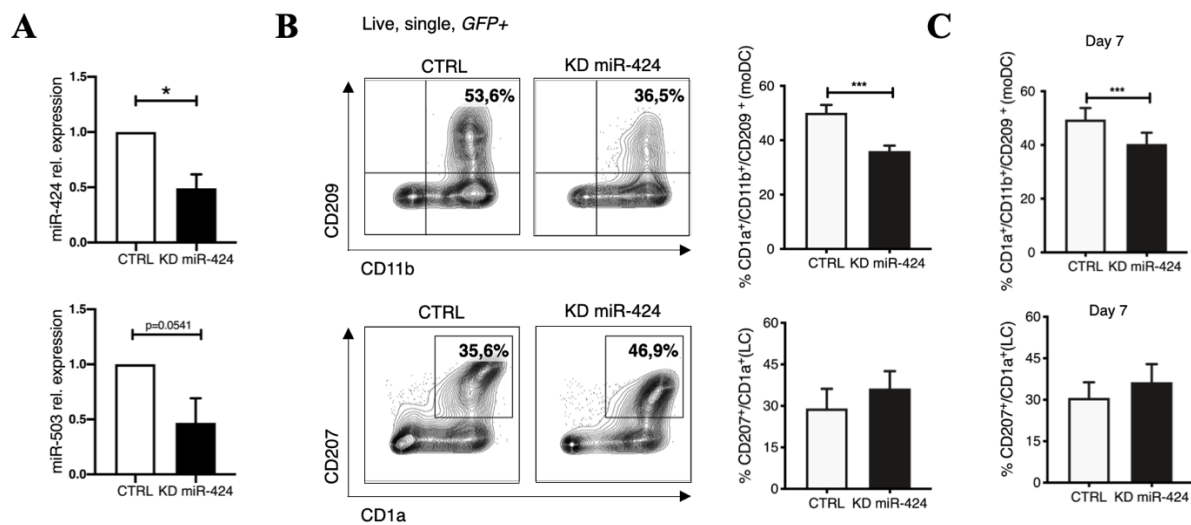 A
miR-424 rel. expression
1.5
1.0
0.5
0.0
*
CTRL KD miR-424
miR-503 rel. expression
1.5
1.0
0.5
0.0
p=0.0541
CTRL KD miR-424
B
Live, single, GFP+
CTRL
KD miR-424
53,6%
36,5%
CD209
CD11b
CTRL
KD miR-424
35,6%
46,9%
CD207
CD1a
% CD1a+/CD11b+/CD209 + (moDC)
60
40
20
0
***
CTRL KD miR-424
% CD207+/CD1a+(LC)
60
45
30
15
0
CTRL KD miR-424
C
Day 7
% CD1a+/CD11b+/CD209 + (moDC)
60
40
20
0
***
CTRL KD miR-424
Day 7
% CD207+/CD1a+(LC)
60
45
30
15
0
CTRL KD miR-424